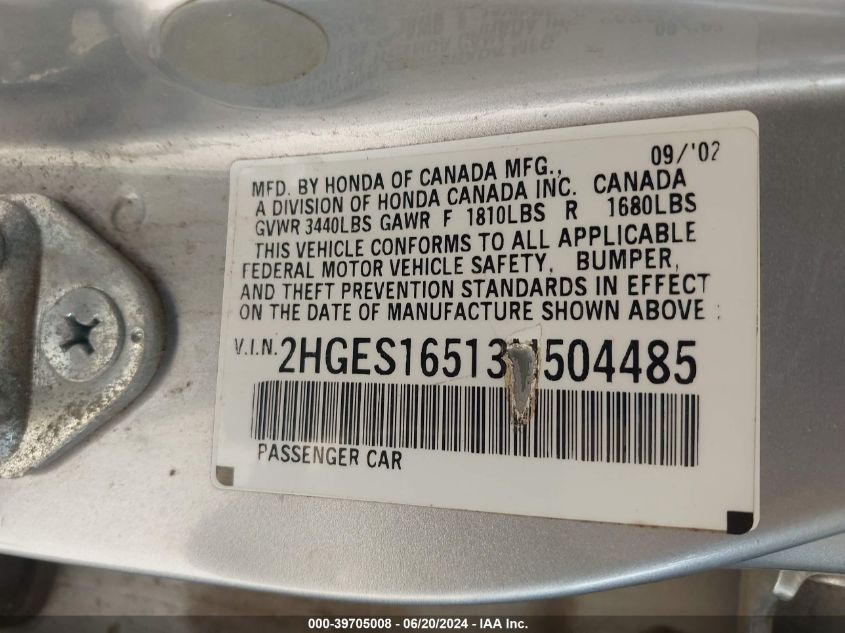 09/'02
MFD. BY HONDA OF CANADA MFG.,
A DIVISION OF HONDA CANADA INC. CANADA
GVWR 3440LBS GAWR F 1810LBS R 1680LBS
THIS VEHICLE CONFORMS TO ALL APPLICABLE
FEDERAL MOTOR VEHICLE SAFETY, BUMPER,
AND THEFT PREVENTION STANDARDS IN EFFECT
ON THE DATE OF MANUFACTURE SHOWN ABOVE :
V.I.N.
PASSENGER CAR
000-39705008 - 06/20/2024 - IAA Inc.